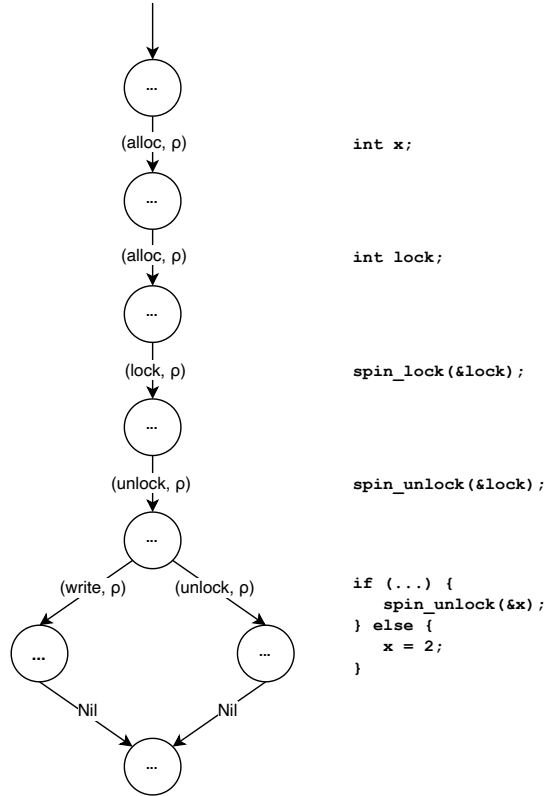 ...
(alloc, ρ) int x;
...
(alloc, ρ) int lock;
...
(lock, ρ) spin_lock(&lock);
...
(unlock, ρ) spin_unlock(&lock);
...
(write, ρ) (unlock, ρ)
if (...) {
spin_unlock(&x);
} else {
x = 2;
}
... ...
Nil Nil
...